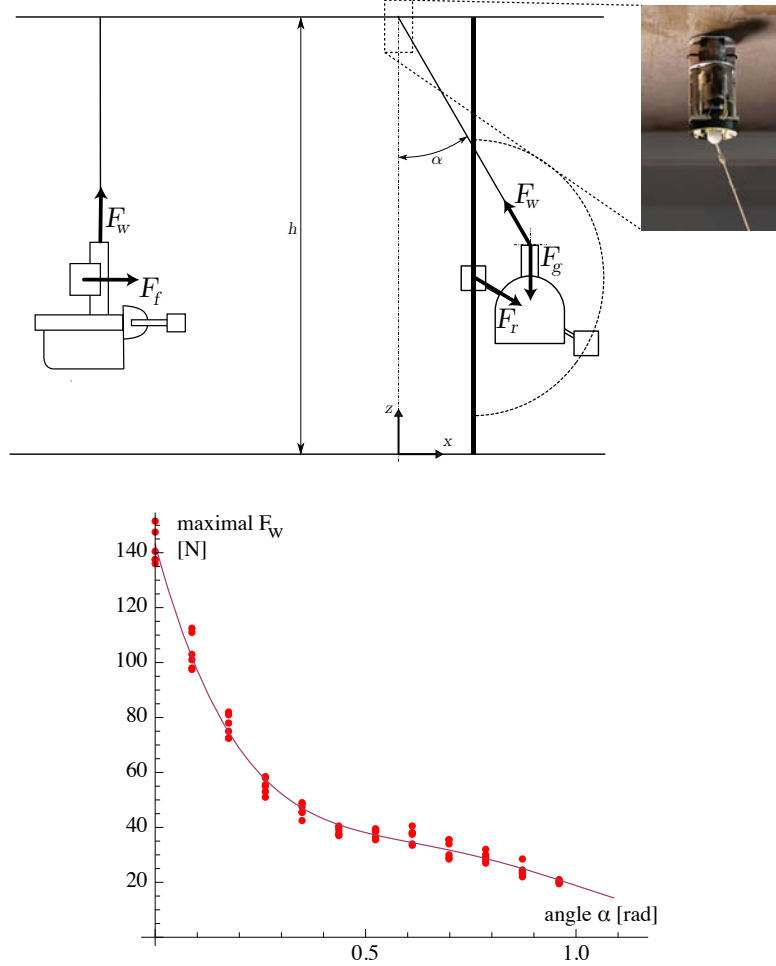 α
F_w
F_w
h
F_g
F_f
F_r
z
x
maximal F_w
[N]
140
120
100
80
60
40
20
angle α [rad]
0.5
1.0